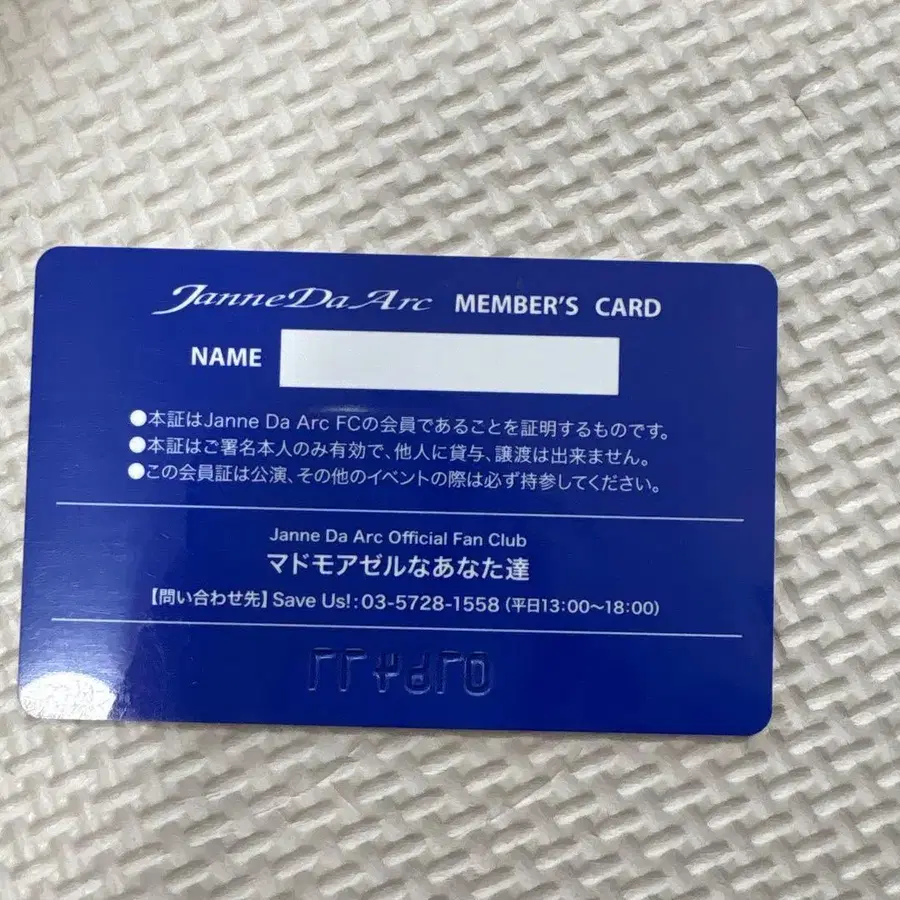 Janne Da Arc MEMBER'S CARD
NAME
●本証はJanne Da Arc FCの会員であることを証明するものです。
●本証はご署名本人のみ有効で、他人に貸与、譲渡は出来ません。
●この会員証は公演、その他のイベントの際は必ず持参してください。
Janne Da Arc Official Fan Club
マドモアゼルなあなた達
【問い合わせ先】Save Us!:03-5728-1558(平日13:00〜18:00)